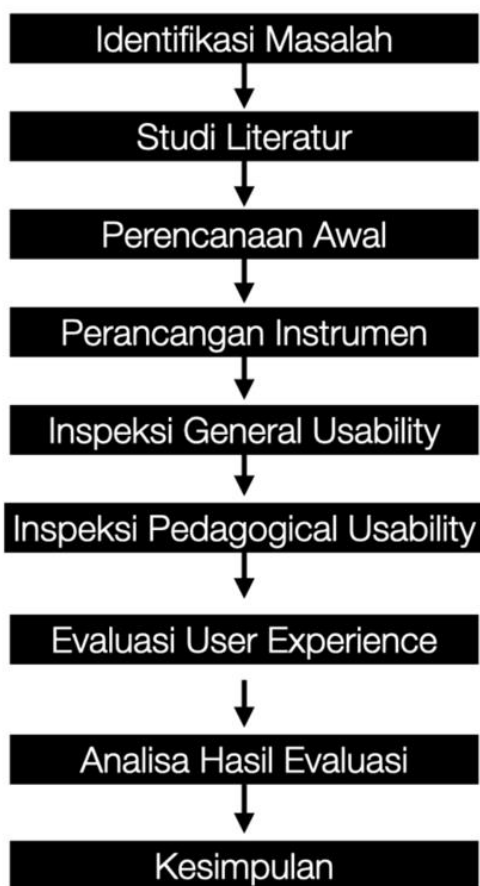 Identifikasi Masalah
Studi Literatur
Perencanaan Awal
Perancangan Instrumen
Inspeksi General Usability
Inspeksi Pedagogical Usability
Evaluasi User Experience
Analisa Hasil Evaluasi
Kesimpulan